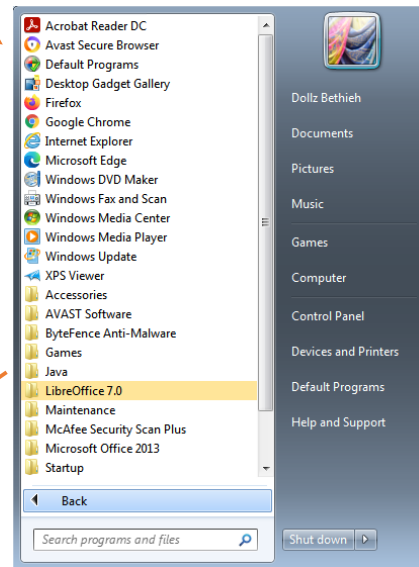 Acrobat Reader DC
Avast Secure Browser
Default Programs
Desktop Gadget Gallery
Firefox
Google Chrome
Internet Explorer
Microsoft Edge
Windows DVD Maker
Windows Fax and Scan
Windows Media Center
Windows Media Player
Windows Update
XPS Viewer
Accessories
AVAST Software
ByteFence Anti-Malware
Games
Java
LibreOffice 7.0
Maintenance
McAfee Security Scan Plus
Microsoft Office 2013
Startup
Back
Search programs and files
Dollz Bethieh
Documents
Pictures
Music
Games
Computer
Control Panel
Devices and Printers
Default Programs
Help and Support
Shut down